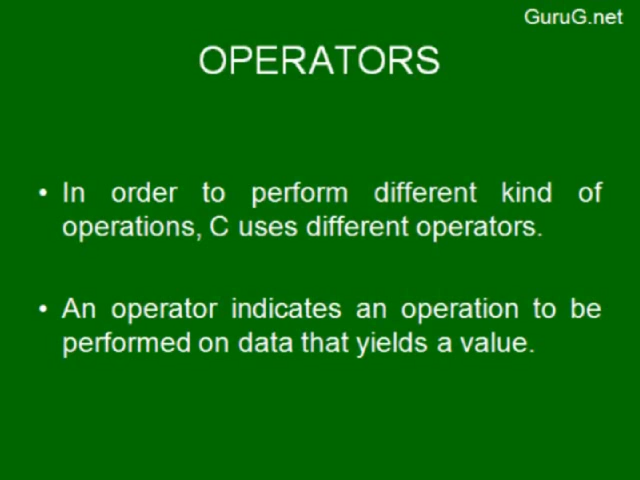 GuruG.net
OPERATORS
• In order to perform different kind of
operations, C uses different operators.
• An operator indicates an operation to be
performed on data that yields a value.